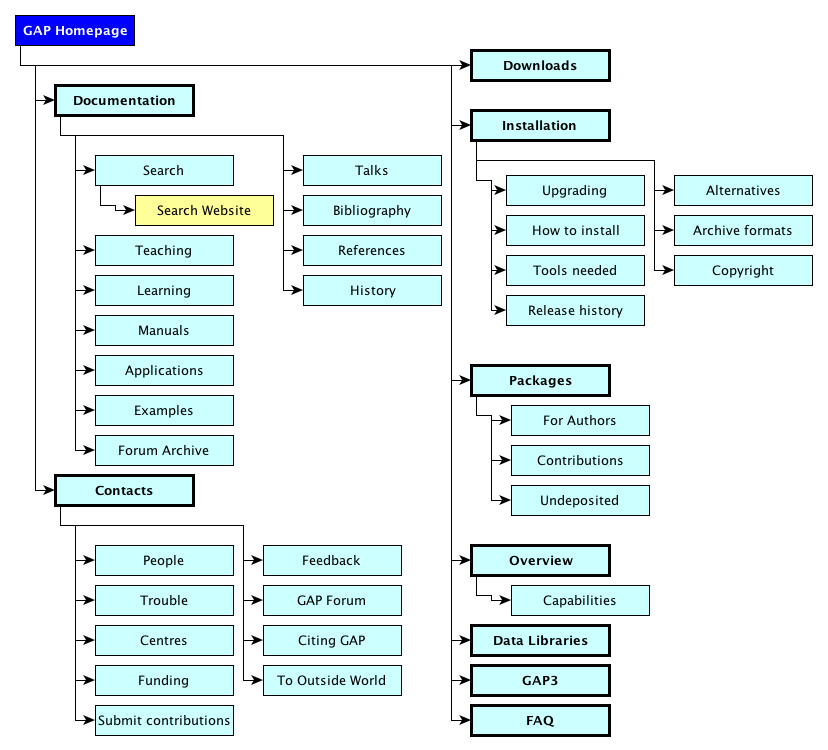 GAP Homepage
Documentation
Search
Search Website
Teaching
Learning
Manuals
Applications
Examples
Forum Archive
Talks
Bibliography
References
History
Contacts
People
Trouble
Centres
Funding
Submit contributions
Feedback
GAP Forum
Citing GAP
To Outside World
Downloads
Installation
Upgrading
How to install
Tools needed
Release history
Alternatives
Archive formats
Copyright
Packages
For Authors
Contributions
Undeposited
Overview
Capabilities
Data Libraries
GAP3
FAQ